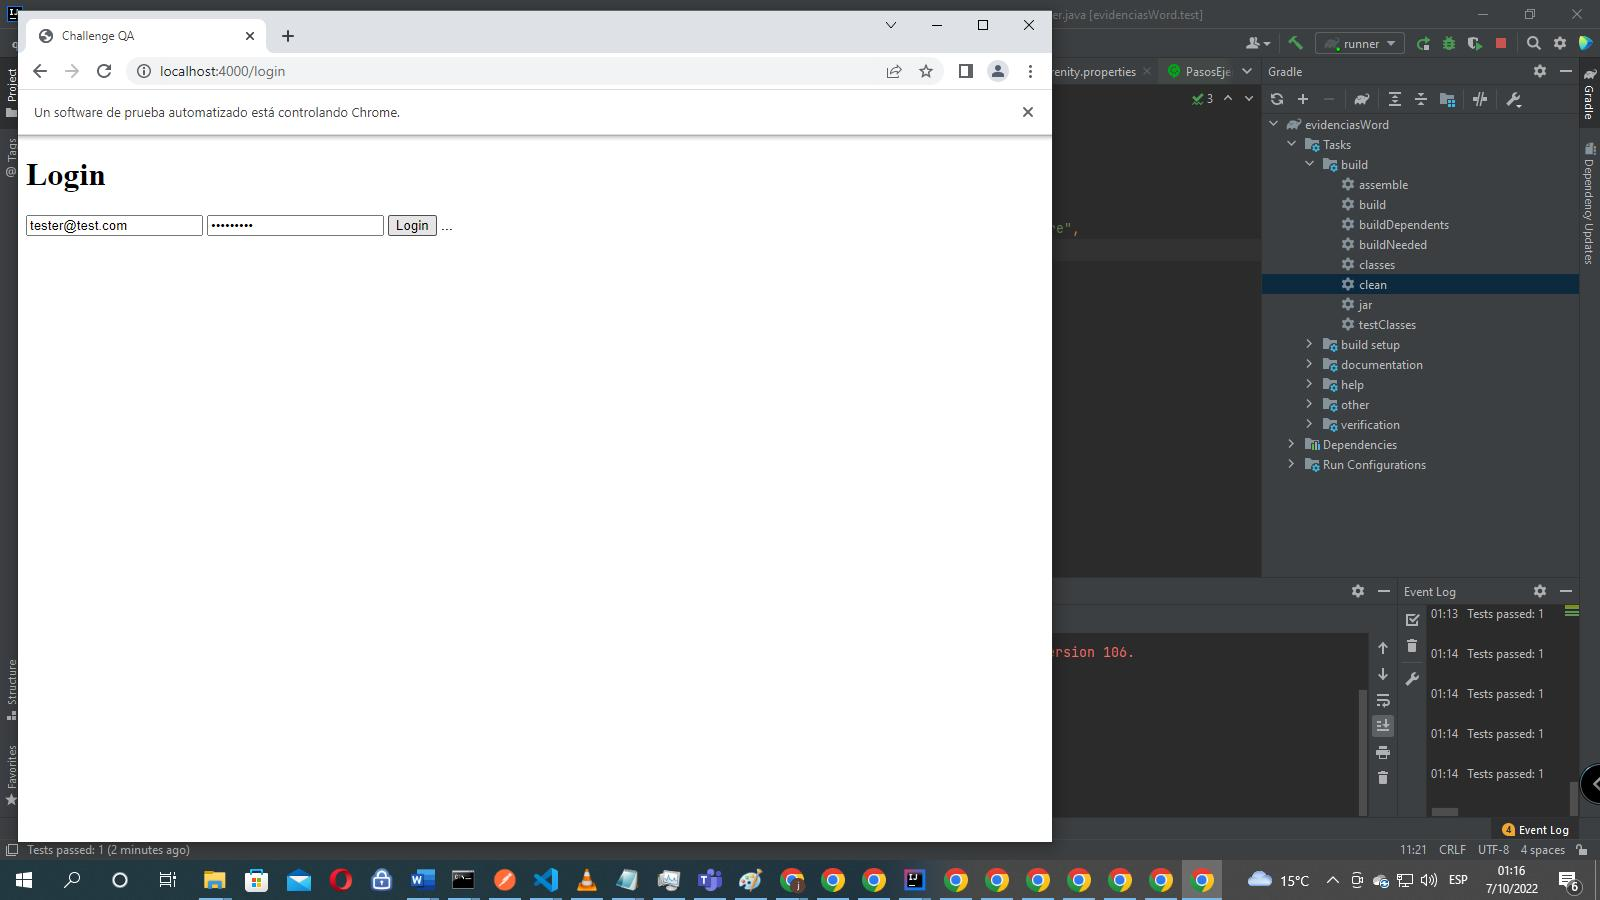 er.java [evidenciasWord.test]
Challenge QA
localhost:4000/login
runner
Un software de prueba automatizado está controlando Chrome.
Login
tester@test.com ••••••••• Login ...
renity.properties
PasosEje
3
re",
Gradle
evidenciasWord
Tasks
build
assemble
build
buildDependents
buildNeeded
classes
clean
jar
testClasses
build setup
documentation
help
other
verification
Dependencies
Run Configurations
Project
@ Tags
Structure
Favorites
Gradle
Dependency Updates
ersion 106.
Event Log
01:13 Tests passed: 1
01:14 Tests passed: 1
01:14 Tests passed: 1
01:14 Tests passed: 1
01:14 Tests passed: 1
4 Event Log
Tests passed: 1 (2 minutes ago)
11:21 CRLF UTF-8 4 spaces
15°C
ESP
01:16
7/10/2022
6